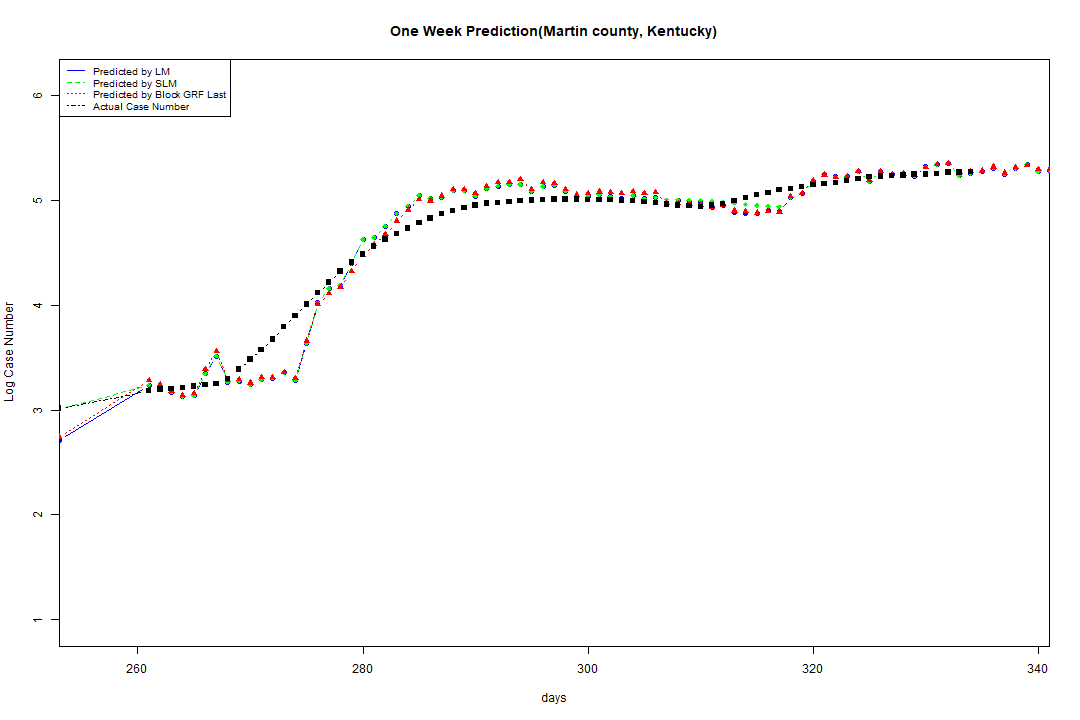 One Week Prediction(Martin county, Kentucky)
Predicted by LM
Predicted by SLM
Predicted by Block GRF Last
Actual Case Number
6
5
4
3
2
1
Log Case Number
260 280 300 320 340
days